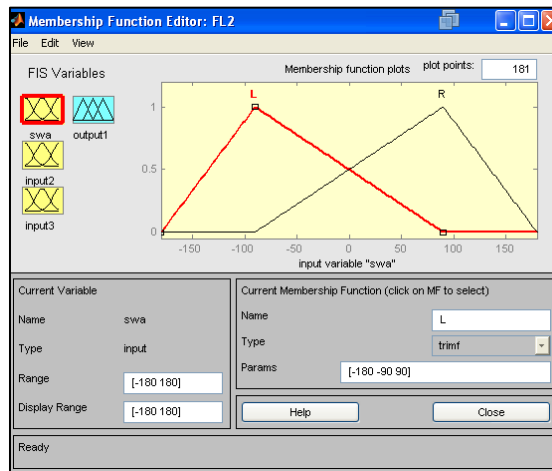 Membership Function Editor: FL2
File Edit View
FIS Variables
swa
output1
input2
input3
Membership function plots
plot points:
181
L
R
1
0.5
0
-150 -100 -50 0 50 100 150
input variable "swa"
Current Variable
Name swa
Type input
Range [-180 180]
Display Range [-180 180]
Current Membership Function (click on MF to select)
Name L
Type trimf
Params [-180 -90 90]
Help
Close
Ready